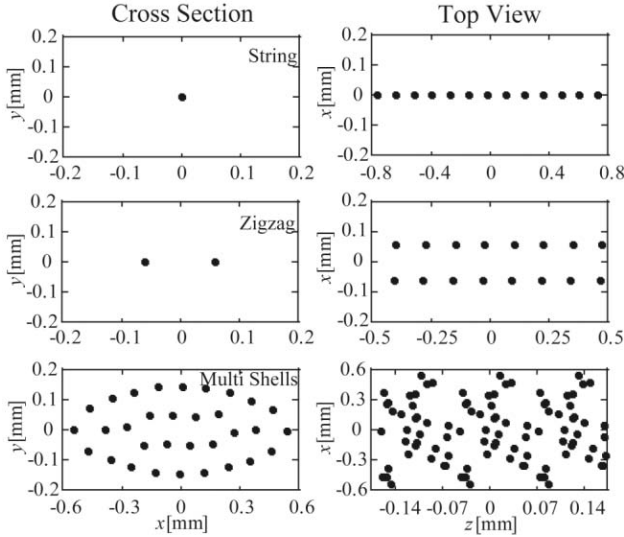 Cross Section
Top View
0.2
0.1
0
-0.1
-0.2
y[mm]
String
-0.2 -0.1 0 0.1 0.2
0.2
0.1
0
-0.1
-0.2
x[mm]
-0.8 -0.4 0 0.4 0.8
0.2
0.1
0
-0.1
-0.2
y[mm]
Zigzag
-0.2 -0.1 0 0.1 0.2
0.2
0.1
0
-0.1
-0.2
x[mm]
-0.5 -0.25 0 0.25 0.5
0.2
0.1
0
-0.1
-0.2
y[mm]
Multi Shells
-0.6 -0.3 0 0.3 0.6
x[mm]
0.6
0.3
0
-0.3
-0.6
x[mm]
-0.14 -0.07 0 0.07 0.14
z[mm]